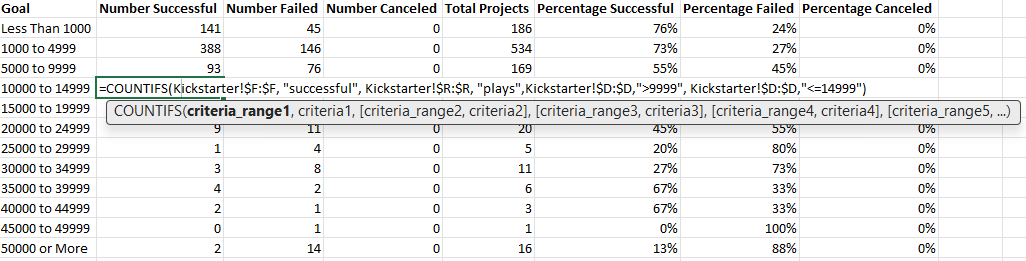 Goal Number Successful Number Failed Number Canceled Total Projects Percentage Successful Percentage Failed Percentage Canceled
Less Than 1000 141 45 0 186 76% 24% 0%
1000 to 4999 388 146 0 534 73% 27% 0%
5000 to 9999 93 76 0 169 55% 45% 0%
10000 to 14999 =COUNTIFS(Kickstarter!$F:$F, "successful", Kickstarter!$R:$R, "plays",Kickstarter!$D:$D,">9999", Kickstarter!$D:$D,"<=14999")
15000 to 19999 COUNTIFS(criteria_range1, criteria1, [criteria_range2, criteria2], [criteria_range3, criteria3], [criteria_range4, criteria4], [criteria_range5, ...)
20000 to 24999 9 11 0 20 45% 55% 0%
25000 to 29999 1 4 0 5 20% 80% 0%
30000 to 34999 3 8 0 11 27% 73% 0%
35000 to 39999 4 2 0 6 67% 33% 0%
40000 to 44999 2 1 0 3 67% 33% 0%
45000 to 49999 0 1 0 1 0% 100% 0%
50000 or More 2 14 0 16 13% 88% 0%